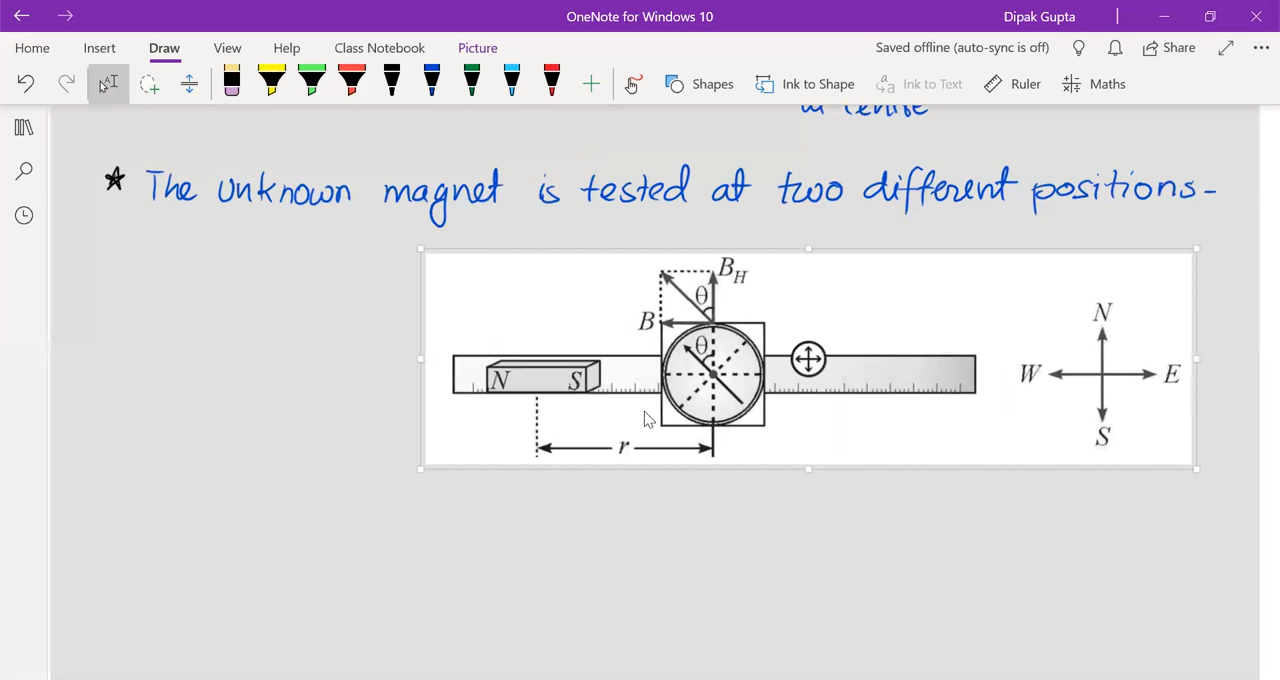 OneNote for Windows 10
Dipak Gupta
Home Insert Draw View Help Class Notebook Picture
Saved offline (auto-sync is off) Share
Shapes Ink to Shape Ink to Text Ruler Maths
The unknown magnet is tested at two different positions-
B_H
θ
B
θ
N S
r
N
W E
S